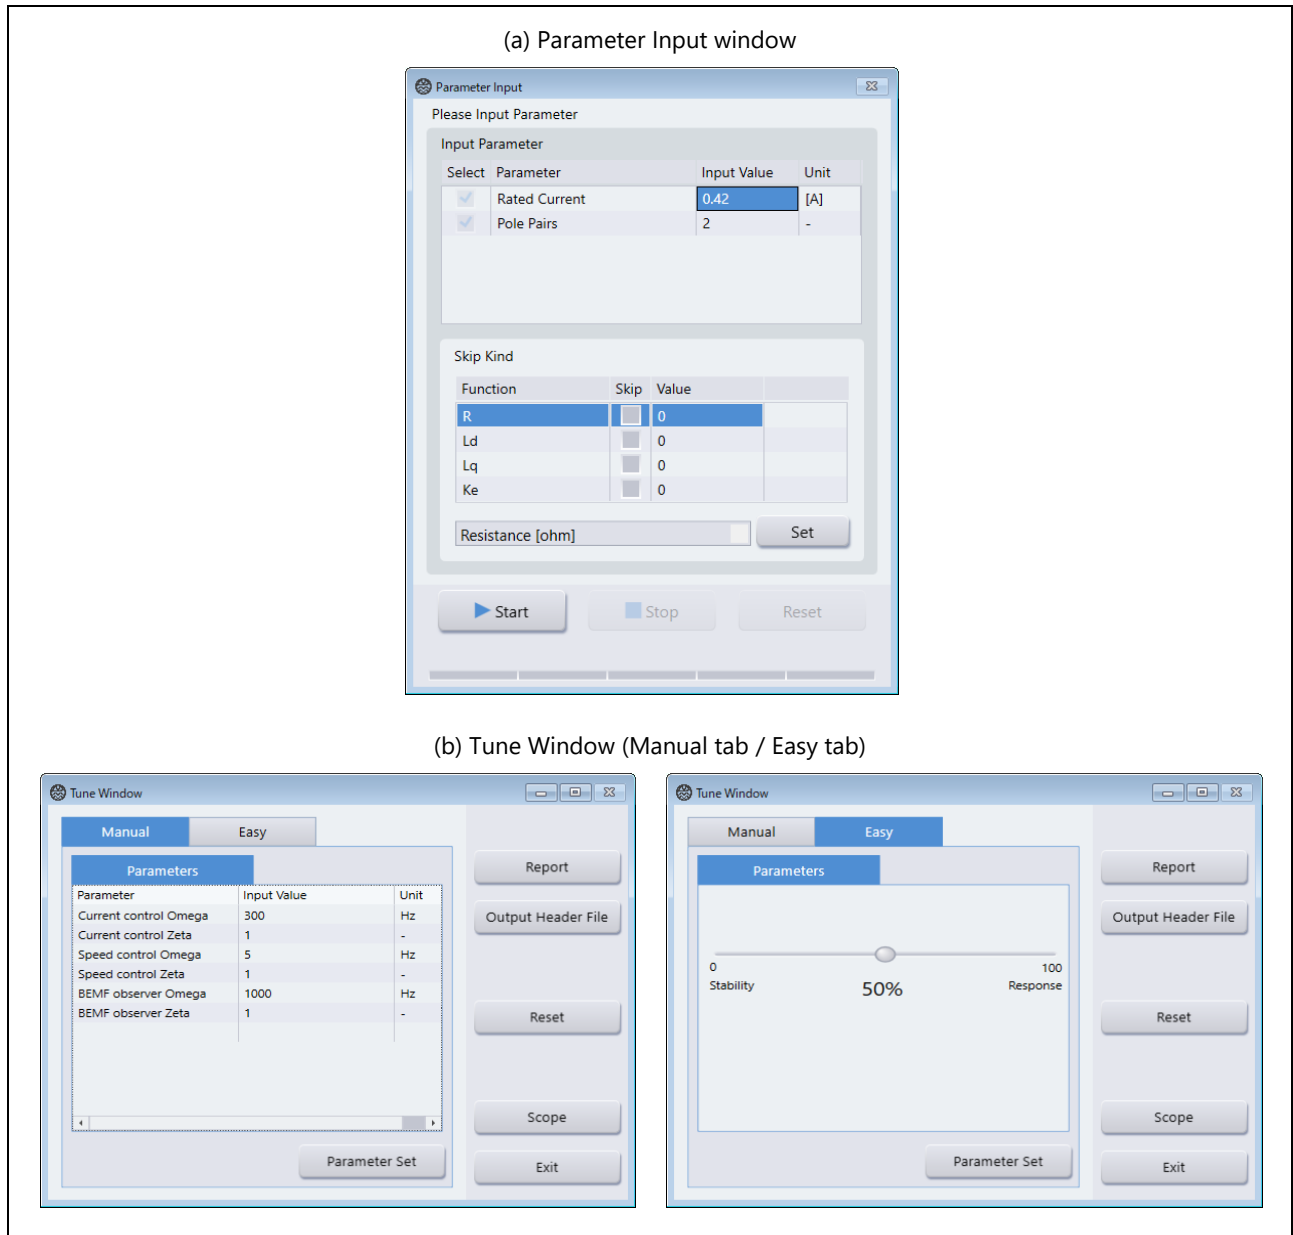 (a) Parameter Input window
Parameter Input
Please Input Parameter
Input Parameter
Select Parameter Input Value Unit
Rated Current 0.42 [A]
Pole Pairs 2 -
Skip Kind
Function Skip Value
R 0
Ld 0
Lq 0
Ke 0
Resistance [ohm] Set
Start Stop Reset
(b) Tune Window (Manual tab / Easy tab)
Tune Window
Manual Easy
Parameters
Parameter Input Value Unit
Current control Omega 300 Hz
Current control Zeta 1 -
Speed control Omega 5 Hz
Speed control Zeta 1 -
BEMF observer Omega 1000 Hz
BEMF observer Zeta 1 -
Parameter Set
Report
Output Header File
Reset
Scope
Exit
Tune Window
Manual Easy
Parameters
0 100
Stability 50% Response
Parameter Set
Report
Output Header File
Reset
Scope
Exit